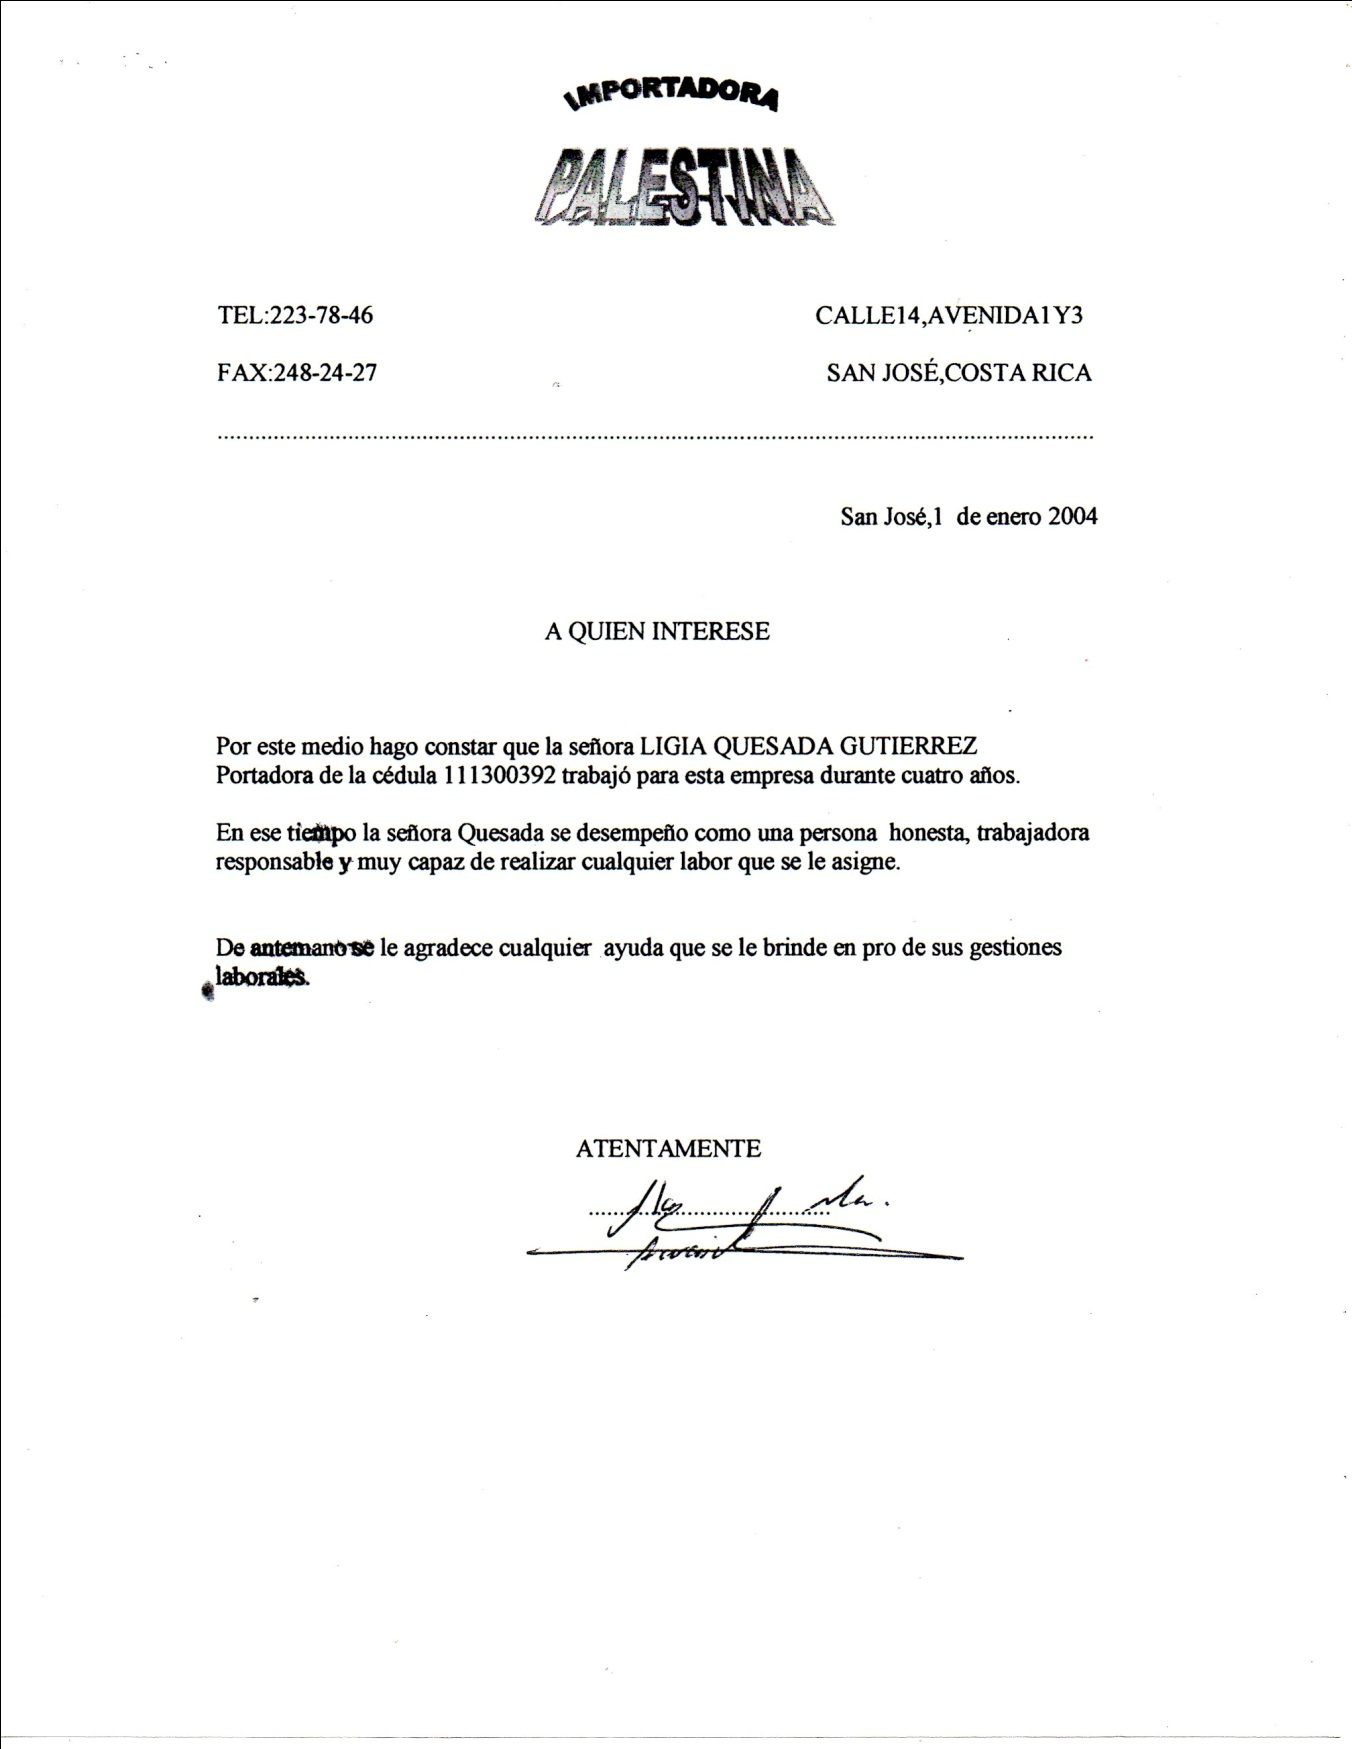 IMPORTADORA
PALESTINA
TEL:223-78-46
CALLE14,AVENIDA1Y3
FAX:248-24-27
SAN JOSÉ,COSTA RICA
San José,1 de enero 2004
A QUIEN INTERESE
Por este medio hago constar que la señora LIGIA QUESADA GUTIERREZ
Portadora de la cédula 111300392 trabajó para esta empresa durante cuatro años.
En ese tiempo la señora Quesada se desempeño como una persona honesta, trabajadora
responsable y muy capaz de realizar cualquier labor que se le asigne.
De antemano se le agradece cualquier ayuda que se le brinde en pro de sus gestiones
laborales.
ATENTAMENTE